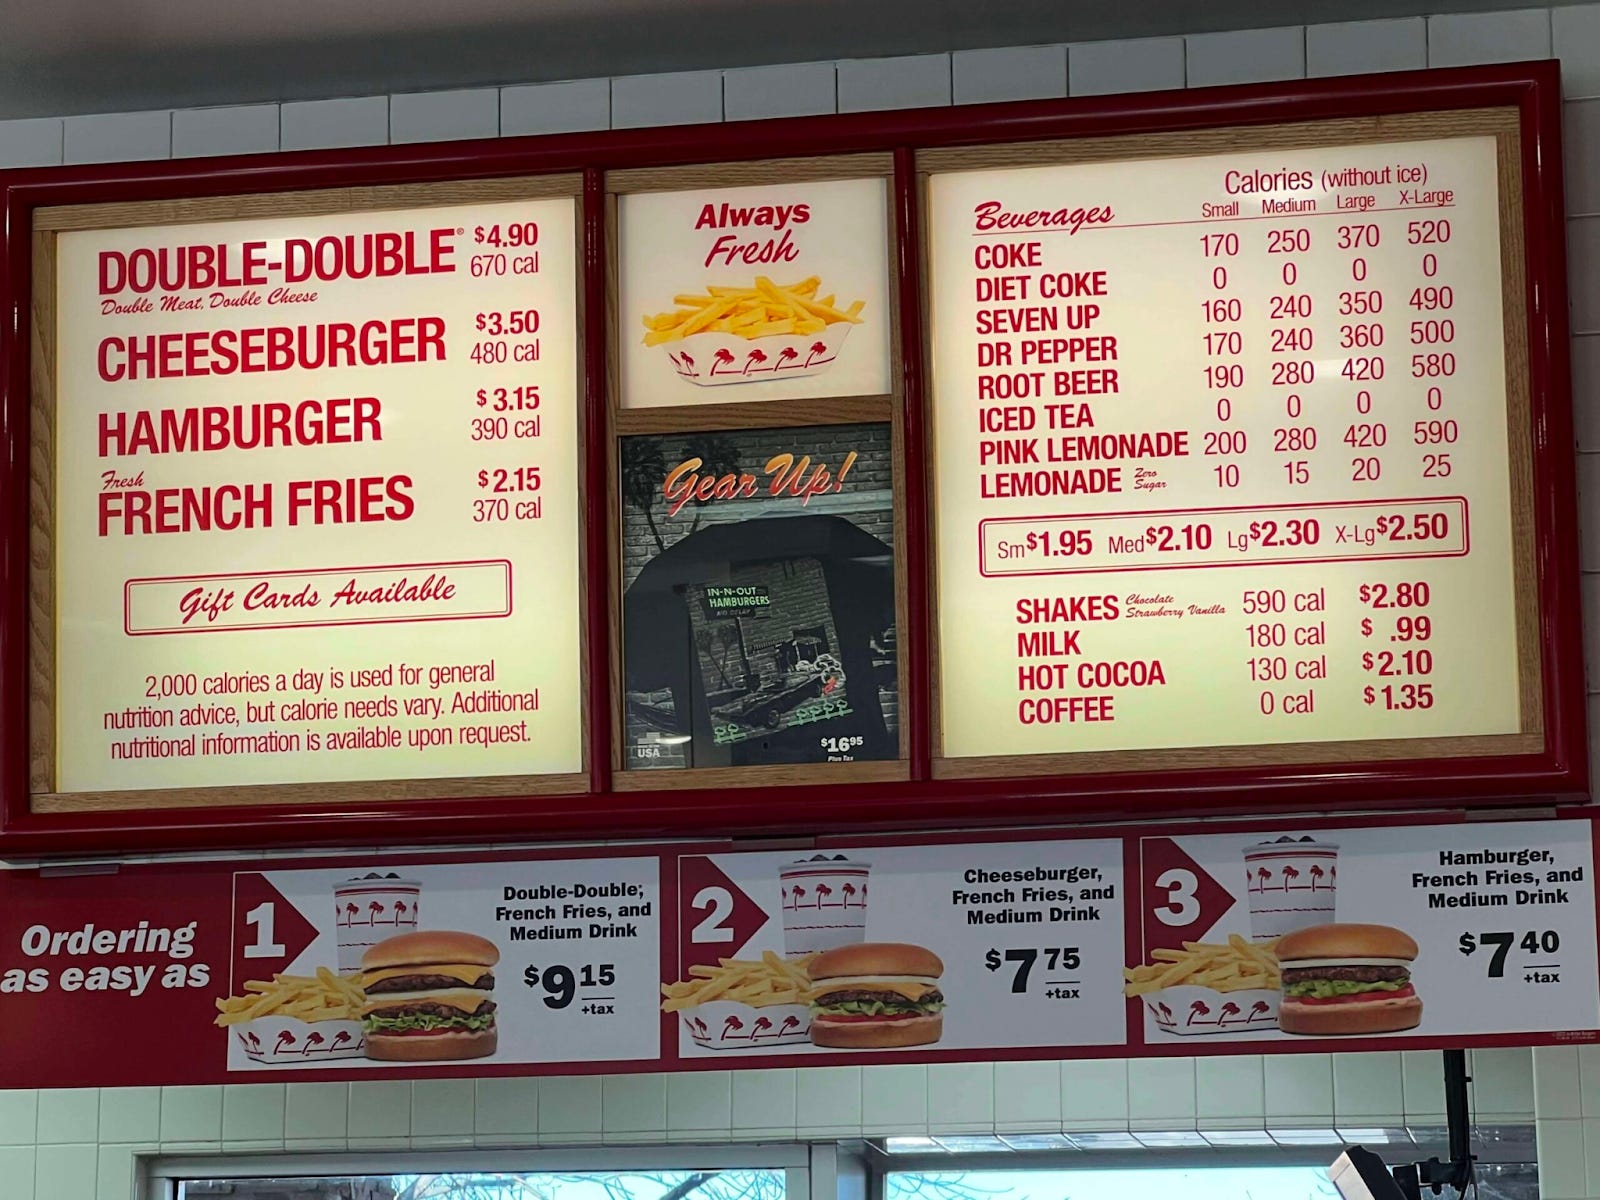 DOUBLE-DOUBLE® $4.90
Double Meat, Double Cheese 670 cal
CHEESEBURGER $3.50
480 cal
HAMBURGER $3.15
390 cal
Fresh
FRENCH FRIES $2.15
370 cal
Gift Cards Available
2,000 calories a day is used for general
nutrition advice, but calorie needs vary. Additional
nutritional information is available upon request.
Always
Fresh
Gear Up!
IN-N-OUT
HAMBURGERS
NO DELAY
USA
$16.95
Plus Tax
Calories (without ice)
Beverages Small Medium Large X-Large
COKE 170 250 370 520
DIET COKE 0 0 0 0
SEVEN UP 160 240 350 490
DR PEPPER 170 240 360 500
ROOT BEER 190 280 420 580
ICED TEA 0 0 0 0
PINK LEMONADE 200 280 420 590
LEMONADE Zero Sugar 10 15 20 25
Sm $1.95 Med $2.10 Lg $2.30 X-Lg $2.50
SHAKES Chocolate Strawberry Vanilla 590 cal $2.80
MILK 180 cal $ .99
HOT COCOA 130 cal $2.10
COFFEE 0 cal $1.35
Ordering
as easy as
1
Double-Double,
French Fries, and
Medium Drink
$9 15
+tax
2
Cheeseburger,
French Fries, and
Medium Drink
$7 75
+tax
3
Hamburger,
French Fries, and
Medium Drink
$7 40
+tax